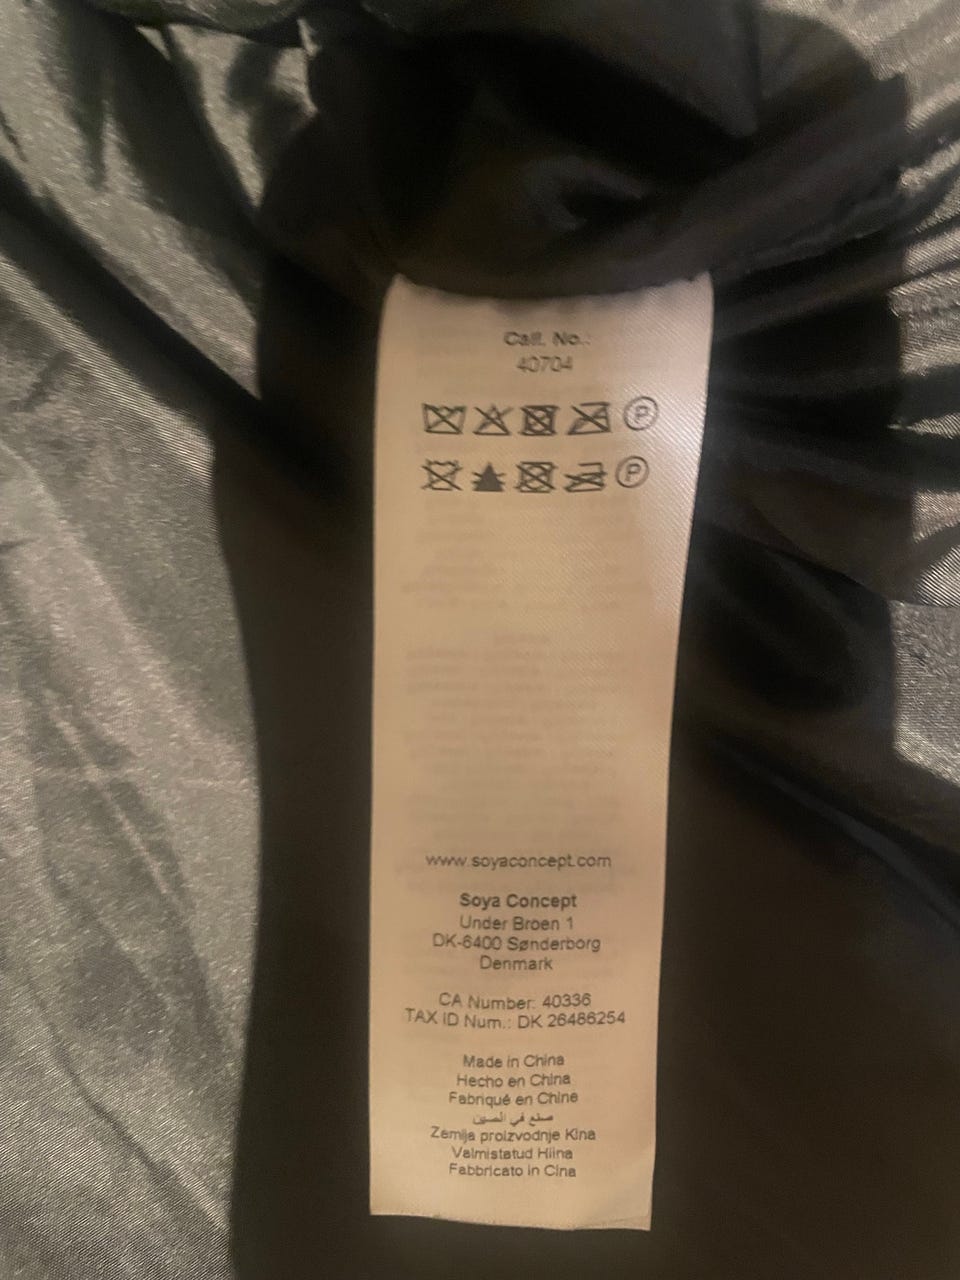 Call. No.:
40704
P
P
www.soyaconcept.com
Soya Concept
Under Broen 1
DK-6400 Sønderborg
Denmark
CA Number: 40336
TAX ID Num.: DK 26486254
Made in China
Hecho en China
Fabriqué en Chine
صنع في الصين
Zemlja proizvodnje Kina
Valmistatud Hiina
Fabbricato in Cina